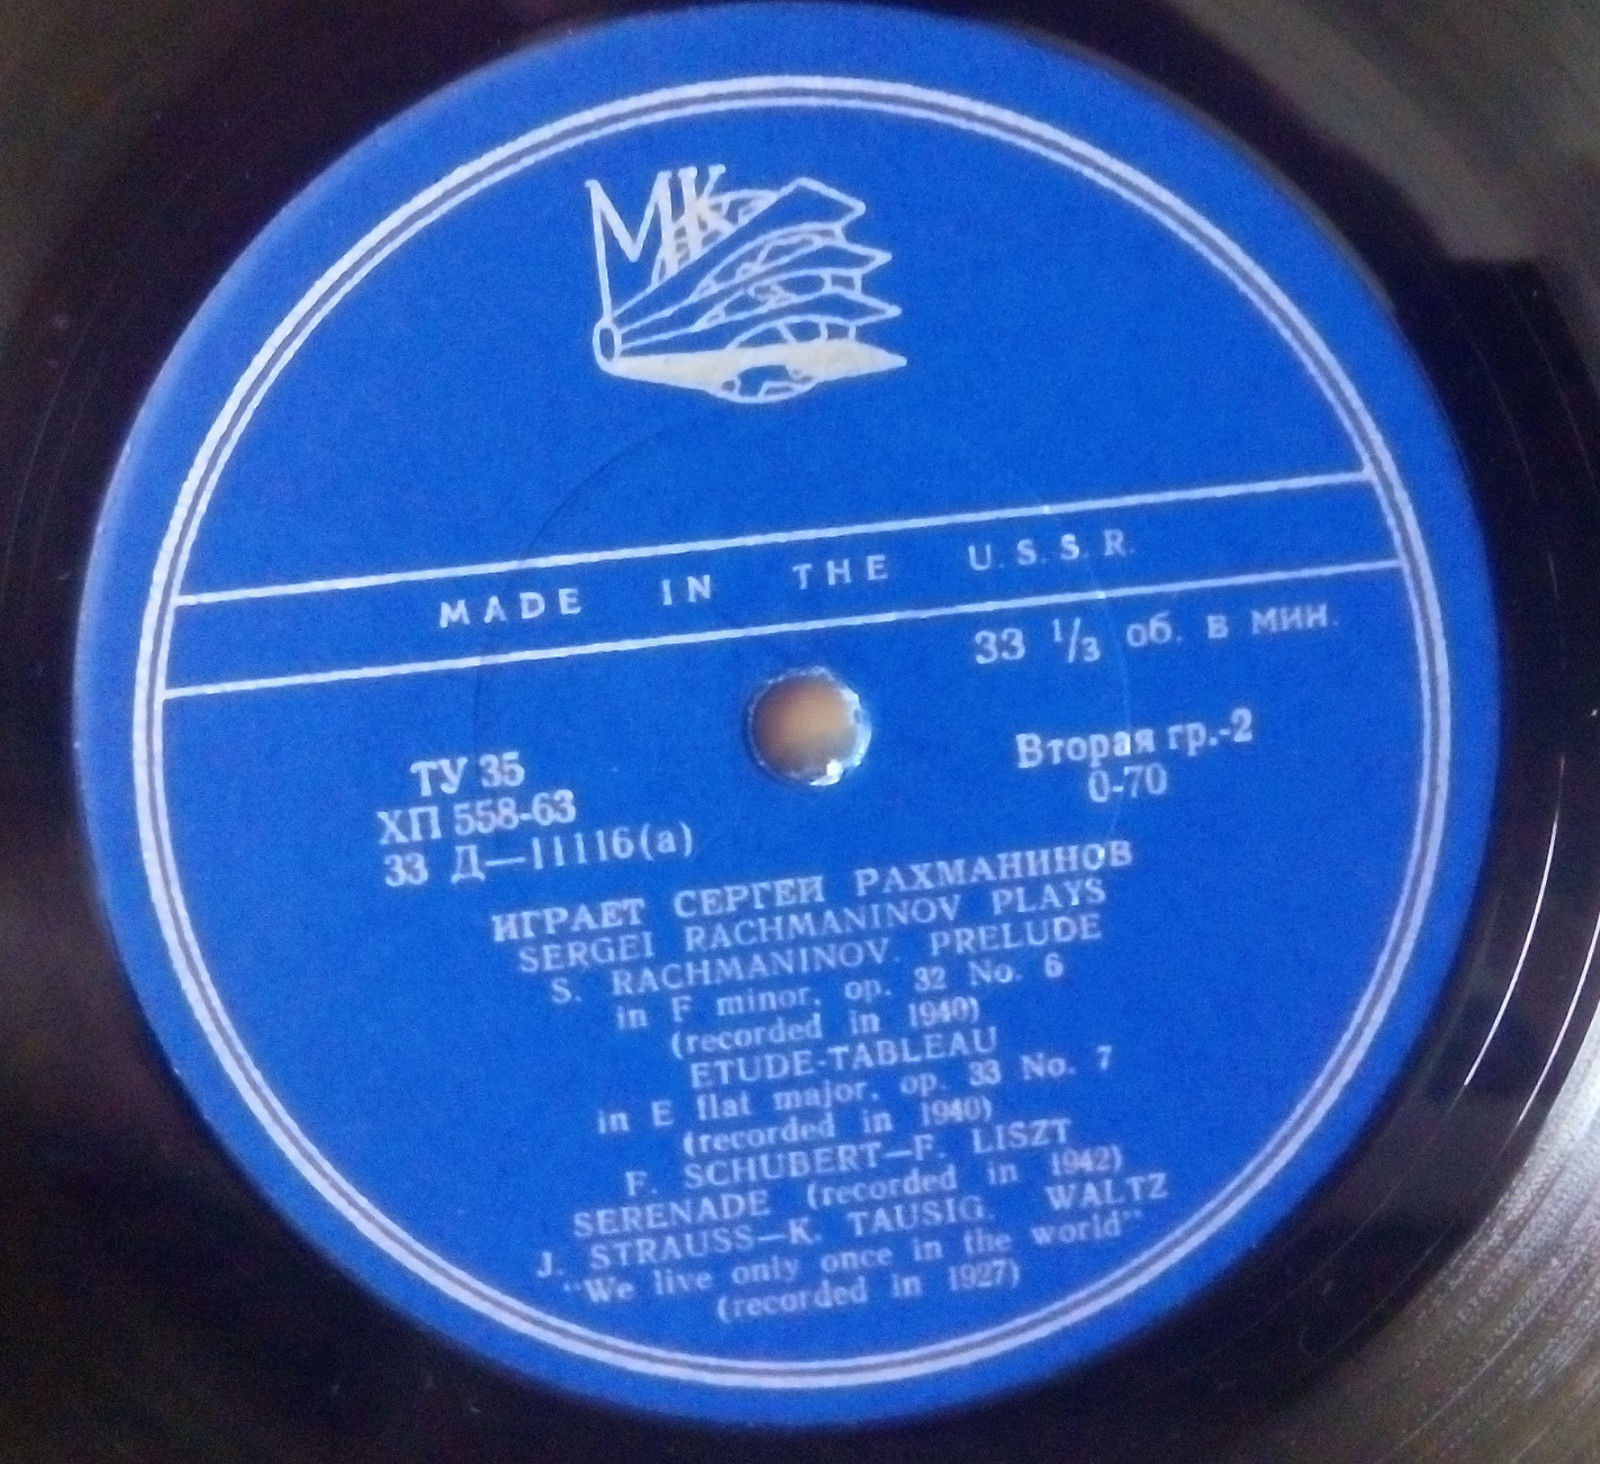 МК
MADE IN THE U.S.S.R.
33 1/3 об. в мин.
ТУ 35
ХП 558-63
33 Д—11116(а)
Вторая гр.-2
0-70
ИГРАЕТ СЕРГЕЙ РАХМАНИНОВ
SERGEI RACHMANINOV PLAYS
S. RACHMANINOV. PRELUDE
in F minor, op. 32 No. 6
(recorded in 1940)
ETUDE-TABLEAU
in E flat major, op. 33 No. 7
(recorded in 1940)
F. SCHUBERT—F. LISZT
SERENADE (recorded in 1942)
J. STRAUSS—K. TAUSIG. WALTZ
"We live only once in the world".
(recorded in 1927)